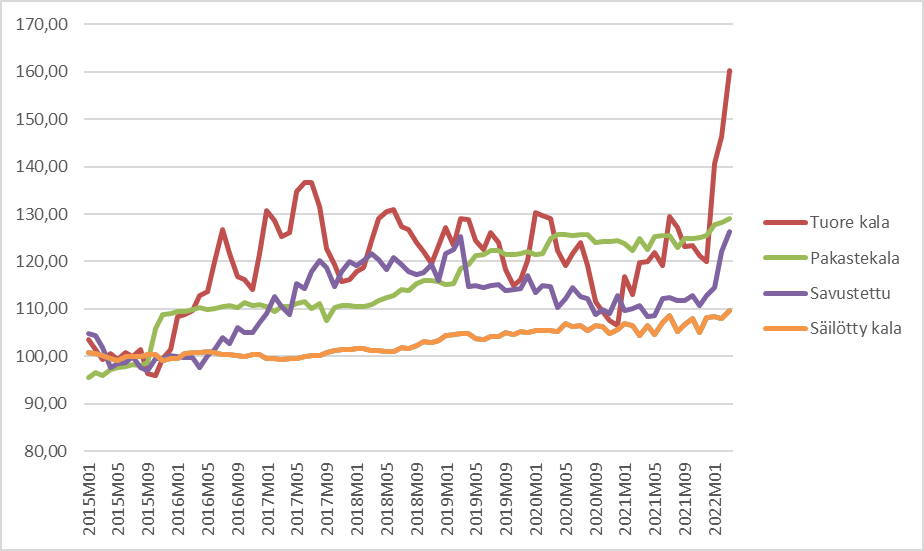 170,00
160,00
150,00
140,00
130,00
120,00
110,00
100,00
90,00
80,00
2015M01
2015M05
2015M09
2016M01
2016M05
2016M09
2017M01
2017M05
2017M09
2018M01
2018M05
2018M09
2019M01
2019M05
2019M09
2020M01
2020M05
2020M09
2021M01
2021M05
2021M09
2022M01
Tuore kala
Pakastekala
Savustettu
Säilötty kala